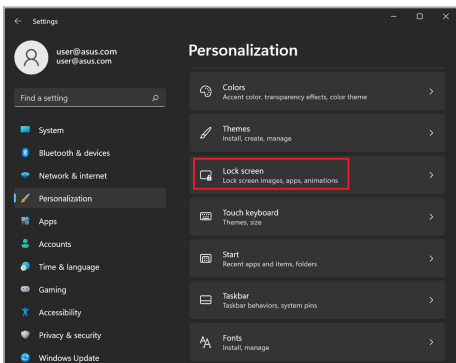 Settings
user@asus.com
user@asus.com
Find a setting
System
Bluetooth & devices
Network & internet
Personalization
Apps
Accounts
Time & language
Gaming
Accessibility
Privacy & security
Windows Update
Personalization
Colors
Accent color, transparency effects, color theme
Themes
Install, create, manage
Lock screen
Lock screen images, apps, animations
Touch keyboard
Themes, size
Start
Recent apps and items, folders
Taskbar
Taskbar behaviors, system pins
Fonts
Install, manage